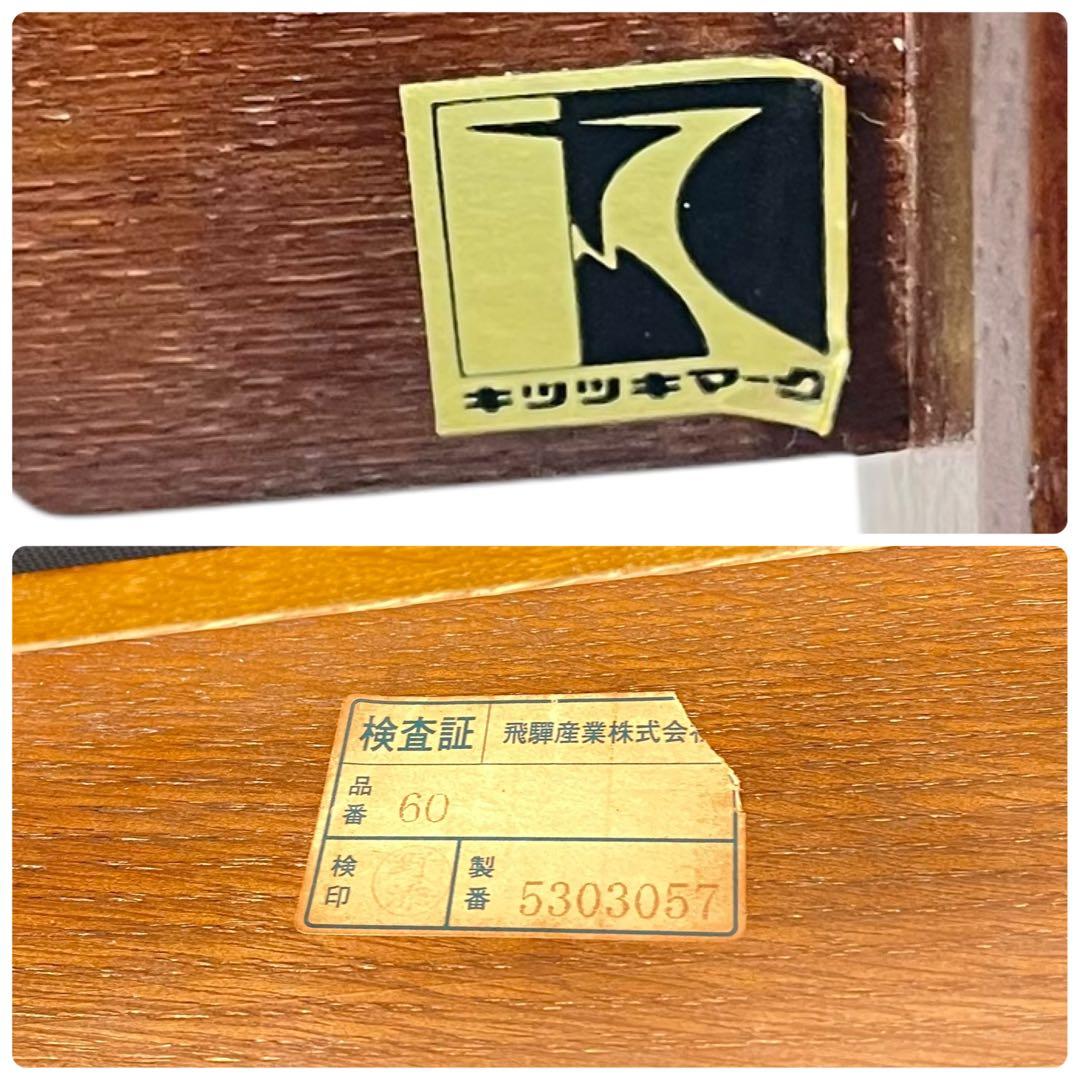 キツツキマーク
検査証
飛驒産業株式会
品番 60
検印
製番 5303057